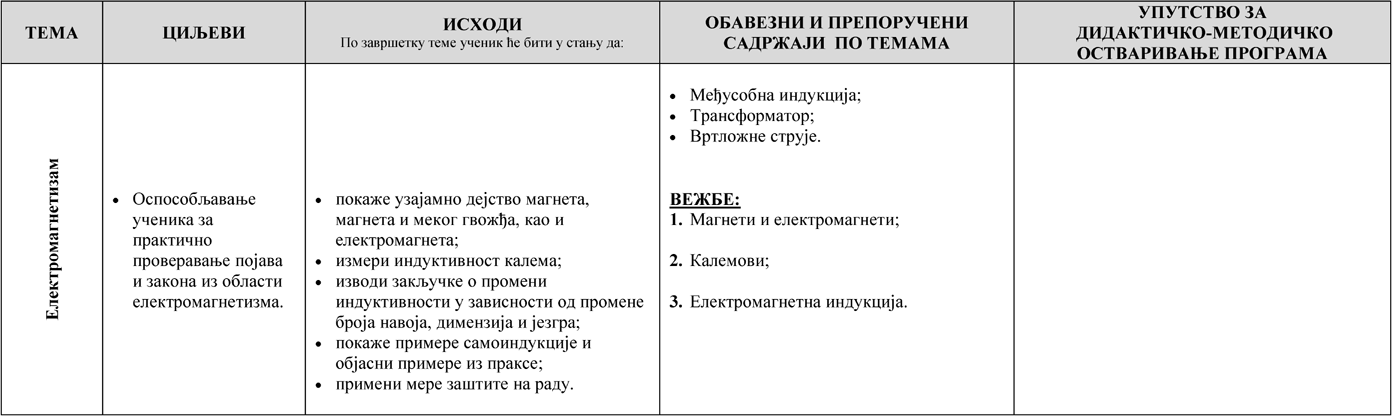 ТЕМА
ЦИЉЕВИ
ИСХОДИ
По завршетку теме ученик ће бити у стању да:
ОБАВЕЗНИ И ПРЕПОРУЧЕНИ
САДРЖАЈИ ПО ТЕМАМА
УПУТСТВО ЗА
ДИДАКТИЧКО-МЕТОДИЧКО
ОСТВАРИВАЊЕ ПРОГРАМА
Електромагнетизам
• Оспособљавање
ученика за
практично
проверавање појава
и закона из области
електромагнетизма.
• покаже узајамно дејство магнета,
магнета и меког гвожђа, као и
електромагнета;
• измери индуктивност калема;
• изводи закључке о промени
индуктивности у зависности од промене
броја навоја, димензија и језгра;
• покаже примере самоиндукције и
објасни примере из праксе;
• примени мере заштите на раду.
• Међусобна индукција;
• Трансформатор;
• Вртложне струје.
ВЕЖБЕ:
1. Магнети и електромагнети;
2. Калемови;
3. Електромагнетна индукција.